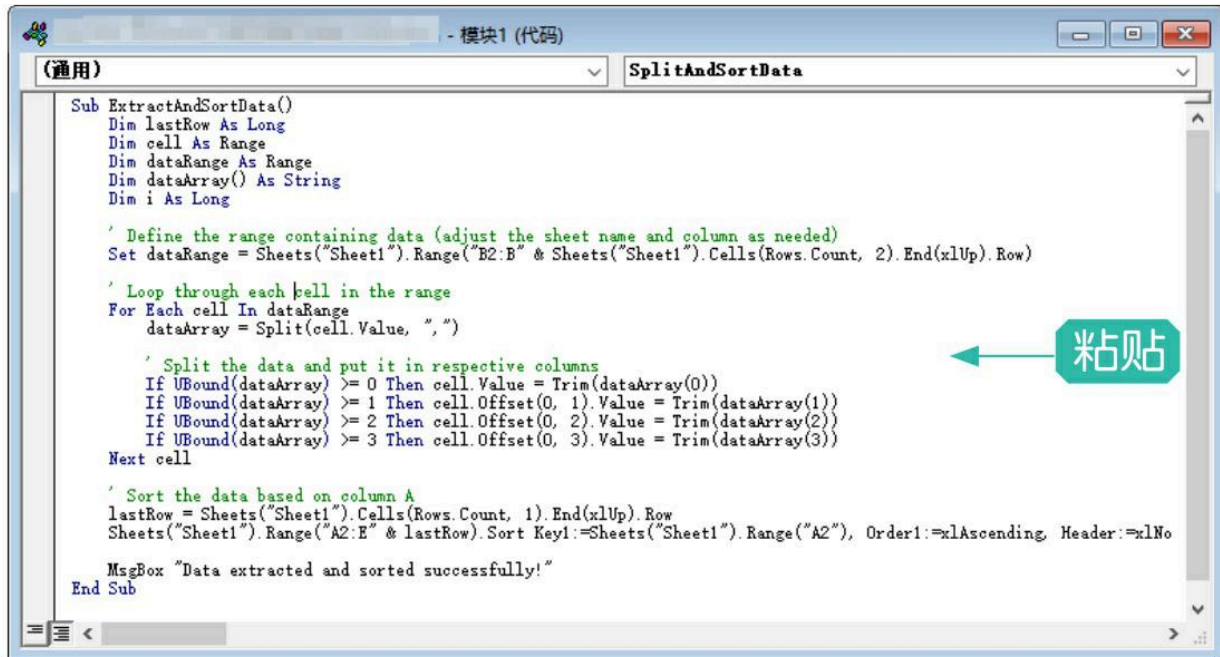 - 模块1 (代码)
(通用)
SplitAndSortData
Sub ExtractAndSortData()
    Dim lastRow As Long
    Dim cell As Range
    Dim dataRange As Range
    Dim dataArray() As String
    Dim i As Long
    ' Define the range containing data (adjust the sheet name and column as needed)
    Set dataRange = Sheets("Sheet1").Range("B2:B" & Sheets("Sheet1").Cells(Rows.Count, 2).End(xlUp).Row)
    ' Loop through each cell in the range
    For Each cell In dataRange
        dataArray = Split(cell.Value, ",")
        ' Split the data and put it in respective columns
        If UBound(dataArray) >= 0 Then cell.Value = Trim(dataArray(0))
        If UBound(dataArray) >= 1 Then cell.Offset(0, 1).Value = Trim(dataArray(1))
        If UBound(dataArray) >= 2 Then cell.Offset(0, 2).Value = Trim(dataArray(2))
        If UBound(dataArray) >= 3 Then cell.Offset(0, 3).Value = Trim(dataArray(3))
    Next cell
    ' Sort the data based on column A
    lastRow = Sheets("Sheet1").Cells(Rows.Count, 1).End(xlUp).Row
    Sheets("Sheet1").Range("A2:E" & lastRow).Sort Key1:=Sheets("Sheet1").Range("A2"), Order1:=xlAscending, Header:=xlNo
    MsgBox "Data extracted and sorted successfully!"
End Sub
粘贴